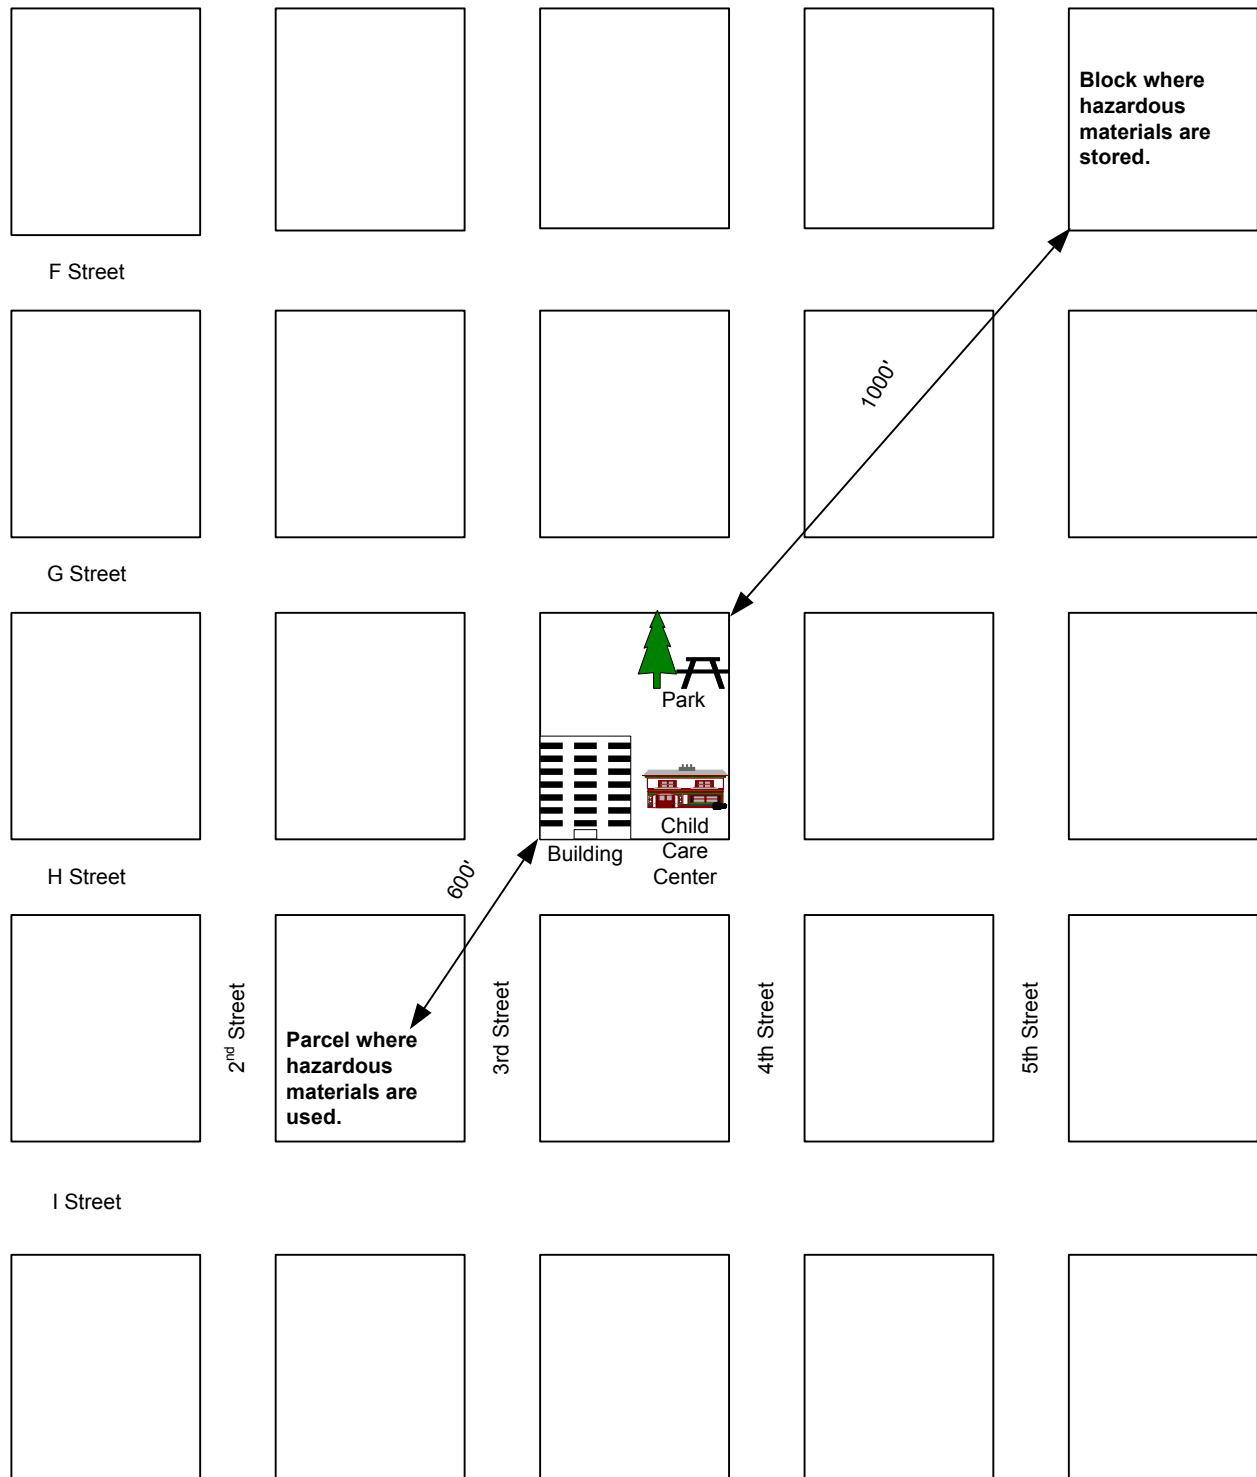 Block where
hazardous
materials are
stored.
F Street
1000'
G Street
Park
Building
Child
Care
Center
600'
H Street
2nd Street
3rd Street
4th Street
5th Street
Parcel where
hazardous
materials are
used.
I Street